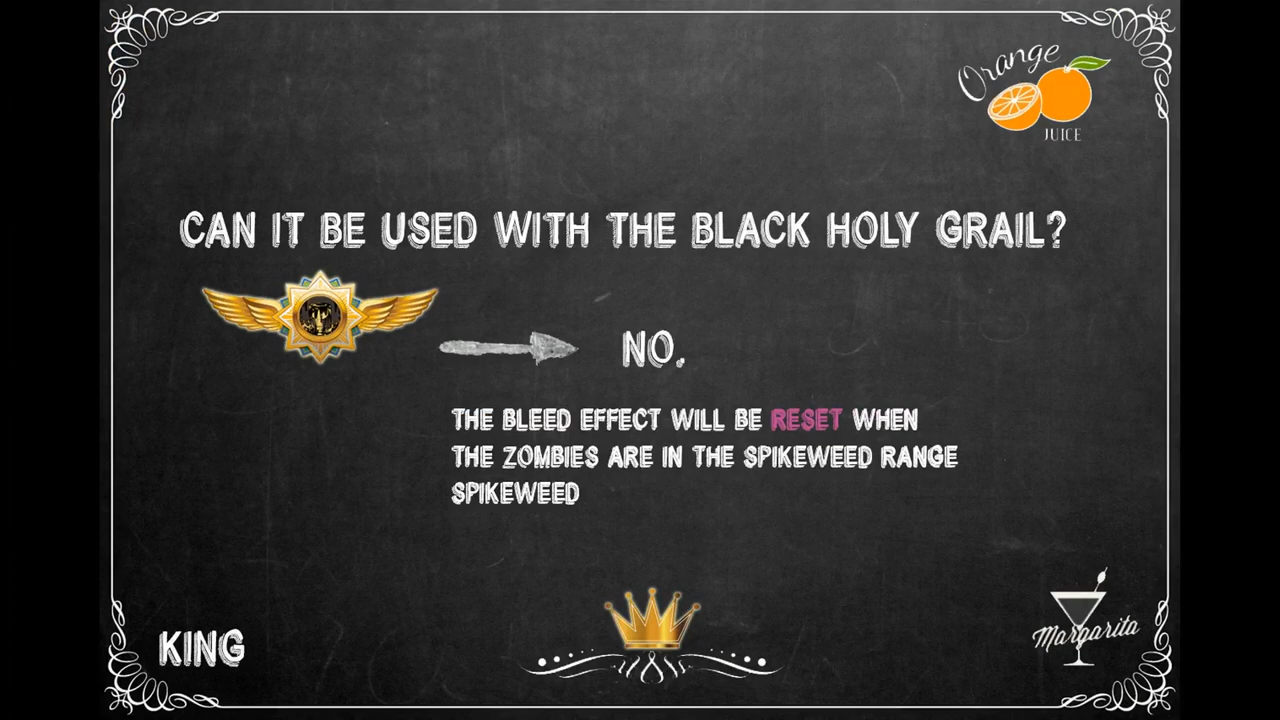 Orange
JUICE
CAN IT BE USED WITH THE BLACK HOLY GRAIL?
NO.
THE BLEED EFFECT WILL BE RESET WHEN
THE ZOMBIES ARE IN THE SPIKEWEED RANGE
SPIKEWEED
KING
Margarita